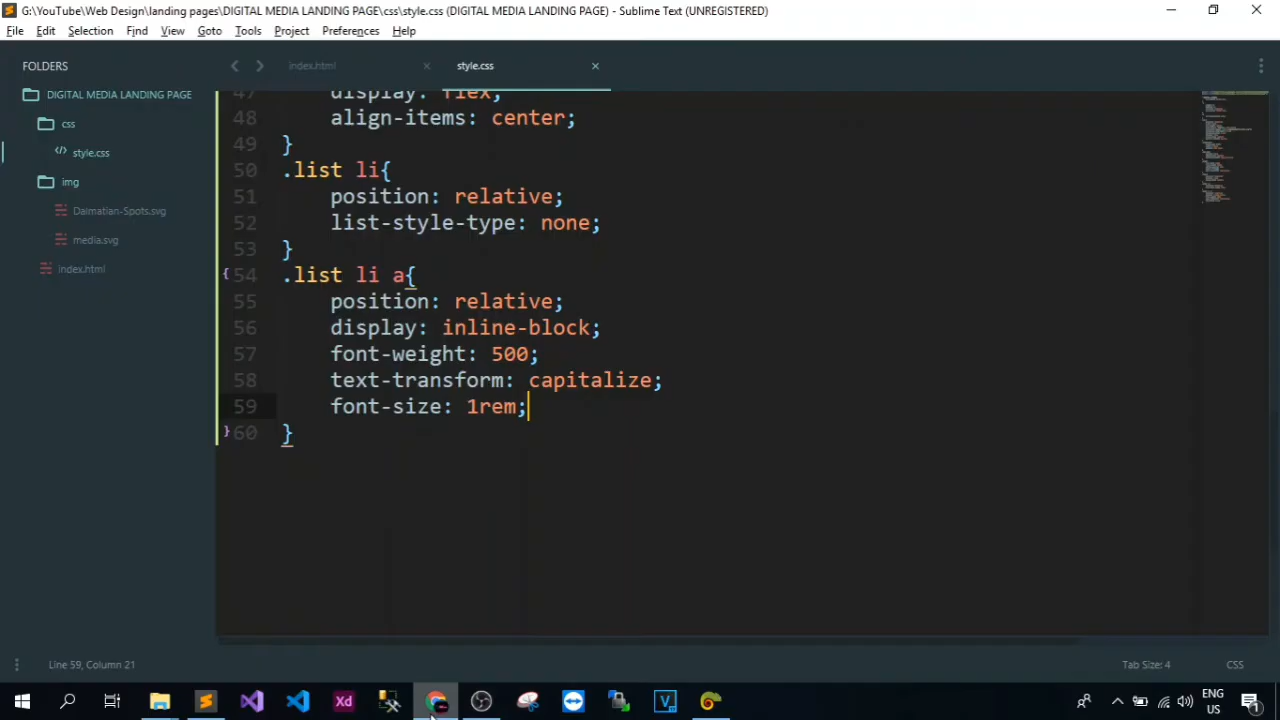 G:\YouTube\Web Design\landing pages\DIGITAL MEDIA LANDING PAGE\css\style.css (DIGITAL MEDIA LANDING PAGE) - Sublime Text (UNREGISTERED)
File Edit Selection Find View Goto Tools Project Preferences Help
FOLDERS
DIGITAL MEDIA LANDING PAGE
css
style.css
img
Dalmatian-Spots.svg
media.svg
index.html
index.html style.css
47 display: flex;
48 align-items: center;
49 }
50 .list li{
51 position: relative;
52 list-style-type: none;
53 }
{ 54 .list li a{
55 position: relative;
56 display: inline-block;
57 font-weight: 500;
58 text-transform: capitalize;
59 font-size: 1rem;
} 60 }
Line 59, Column 21 Tab Size: 4 CSS
Xd
ENG
US
1